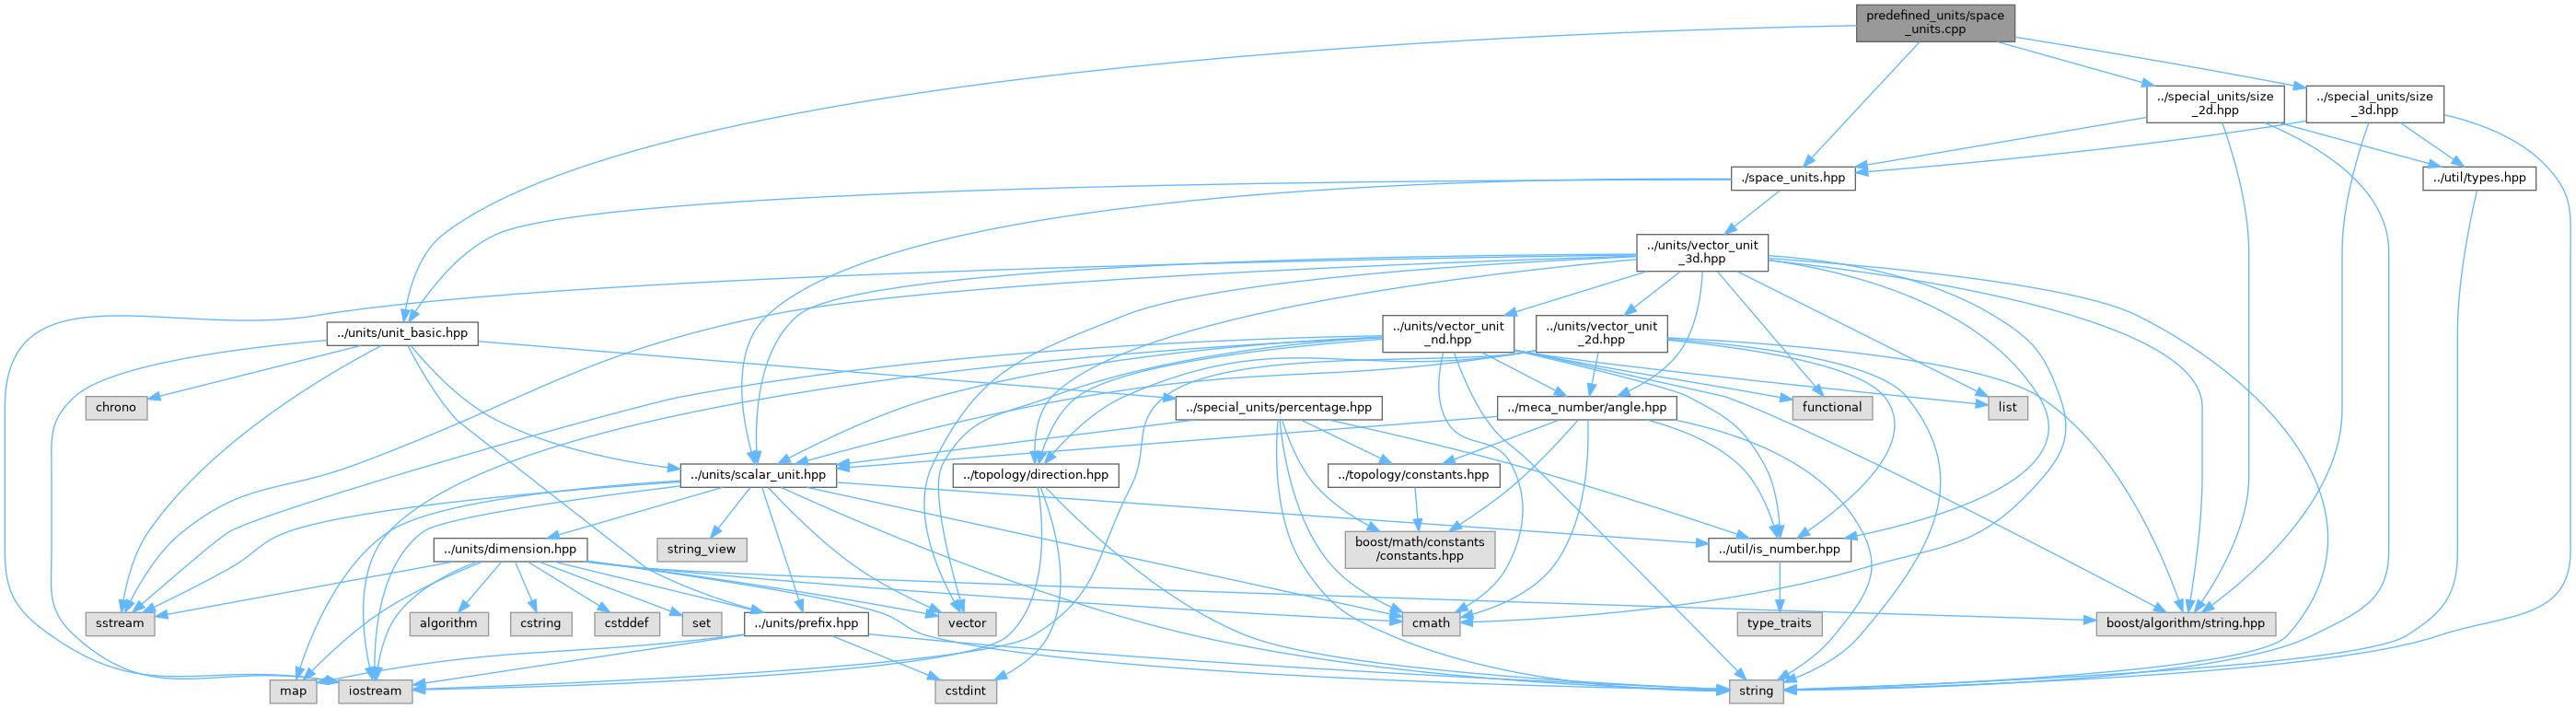 predefined_units/space
_units.cpp
../special_units/size
_2d.hpp
../special_units/size
_3d.hpp
./space_units.hpp
../util/types.hpp
../units/vector_unit
_3d.hpp
../units/unit_basic.hpp
../units/vector_unit
_nd.hpp
../units/vector_unit
_2d.hpp
chrono
../special_units/percentage.hpp
../meca_number/angle.hpp
functional
list
../units/scalar_unit.hpp
../topology/direction.hpp
../topology/constants.hpp
../units/dimension.hpp
string_view
boost/math/constants
/constants.hpp
../util/is_number.hpp
sstream
algorithm
cstring
cstddef
set
../units/prefix.hpp
vector
cmath
type_traits
boost/algorithm/string.hpp
map
iostream
cstdint
string